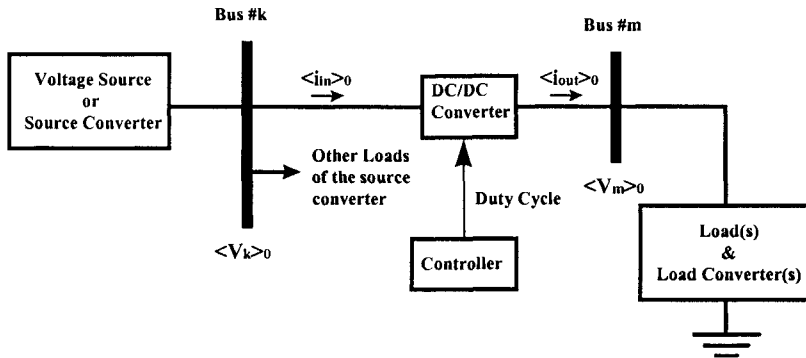 Bus #k
Bus #m
Voltage Source
or
Source Converter
<iin>0
DC/DC
Converter
<iout>0
Other Loads
of the source
converter
Duty Cycle
<Vk>0
<Vm>0
Controller
Load(s)
&
Load Converter(s)